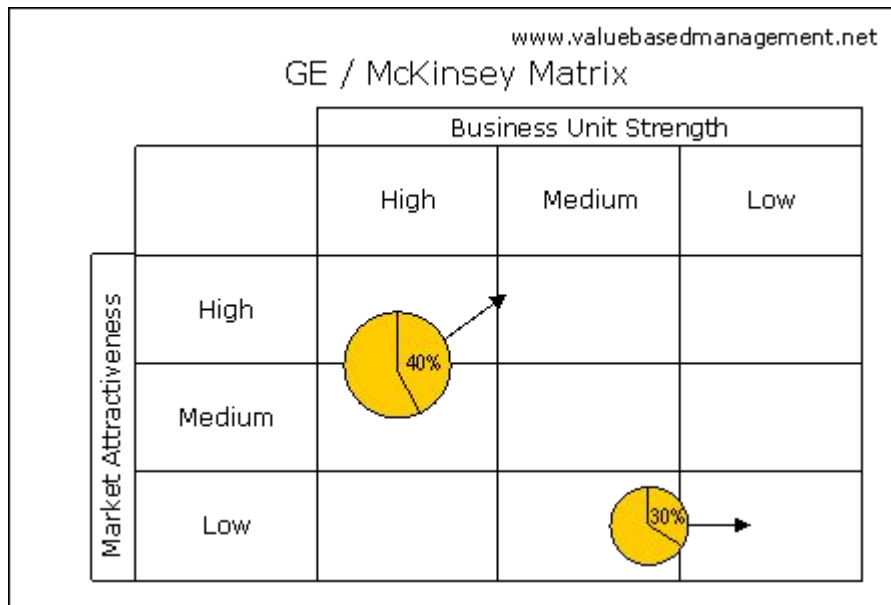 www.valuebasedmanagement.net
GE / McKinsey Matrix
Business Unit Strength
High Medium Low
Market Attractiveness
High
40%
Medium
Low
30%